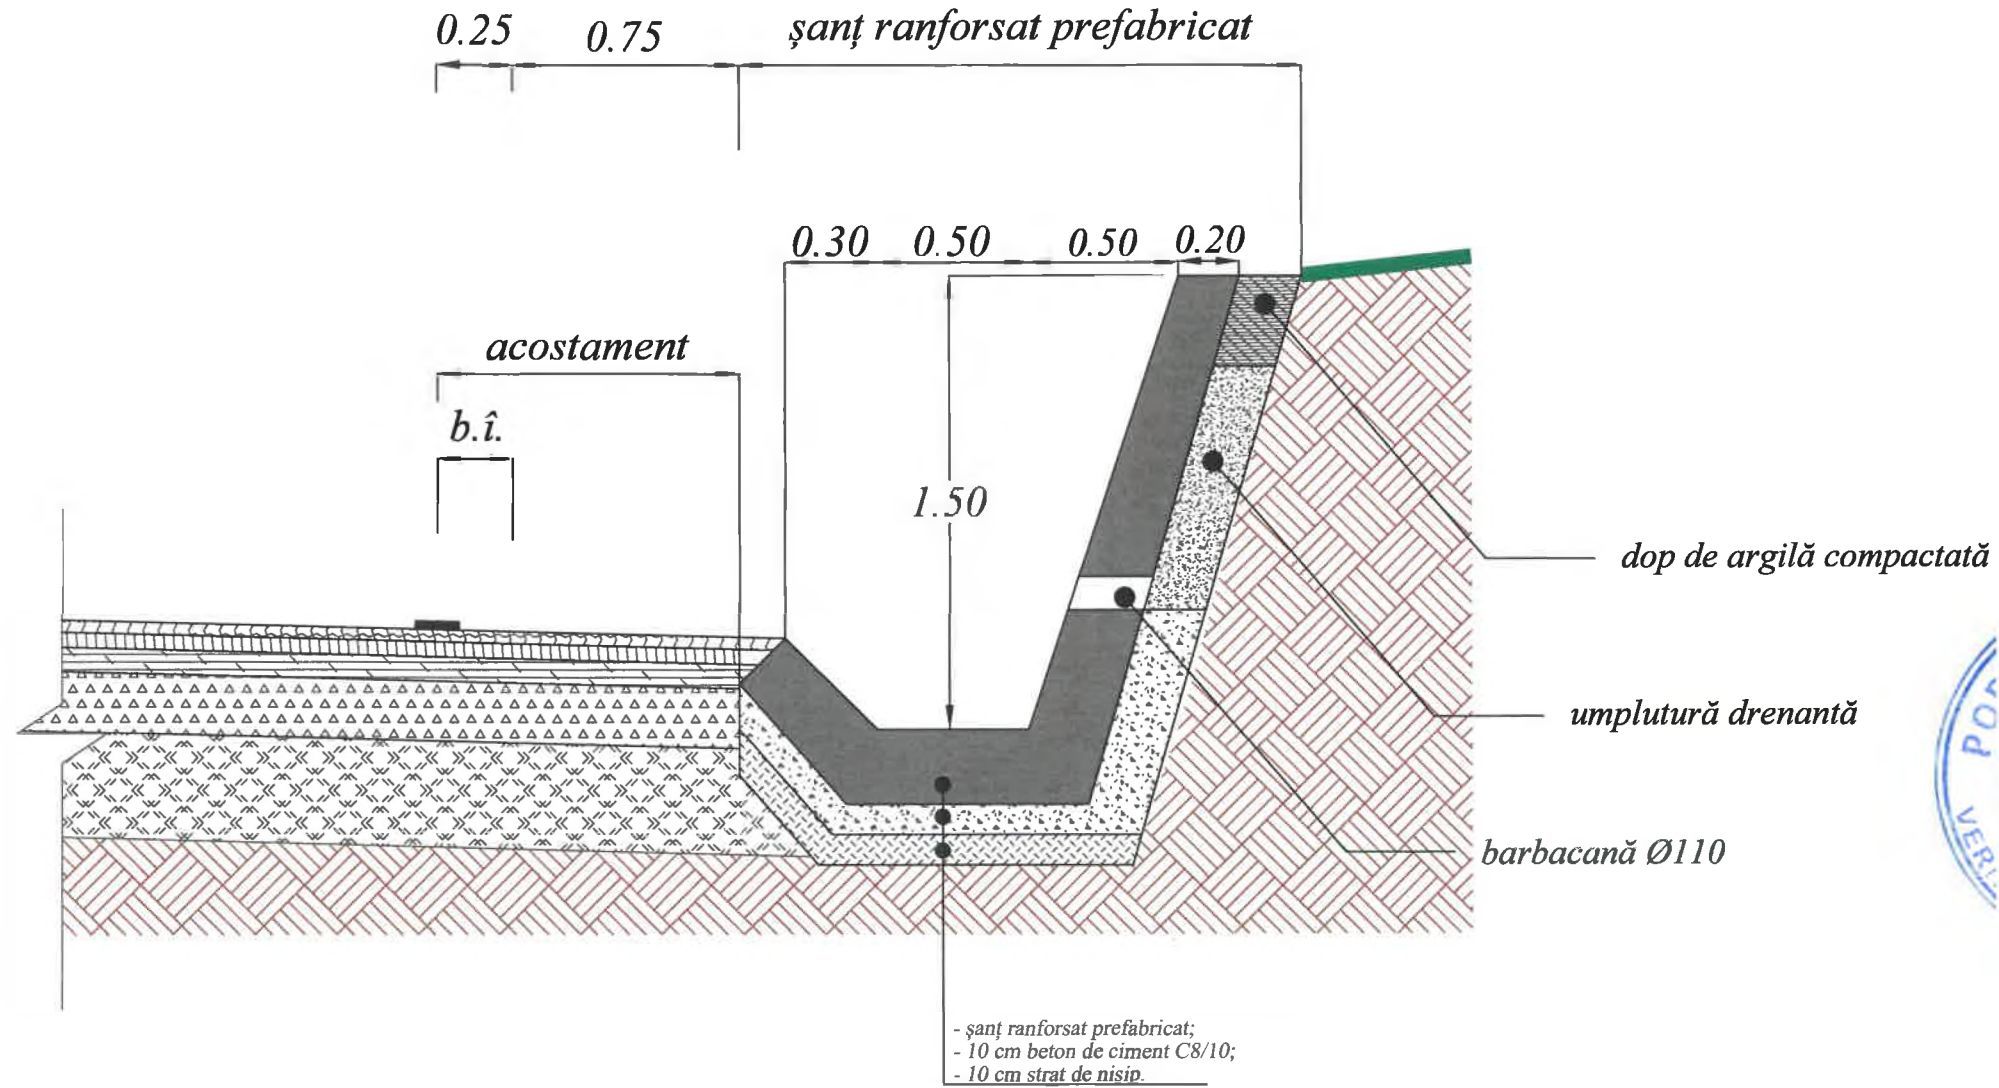 0.25 0.75 șanț ranforsat prefabricat
0.30 0.50 0.50 0.20
acostament
b.î.
1.50
dop de argilă compactată
umplutură drenantă
barbacană Ø110
- șanț ranforsat prefabricat;
- 10 cm beton de ciment C8/10;
- 10 cm strat de nisip.